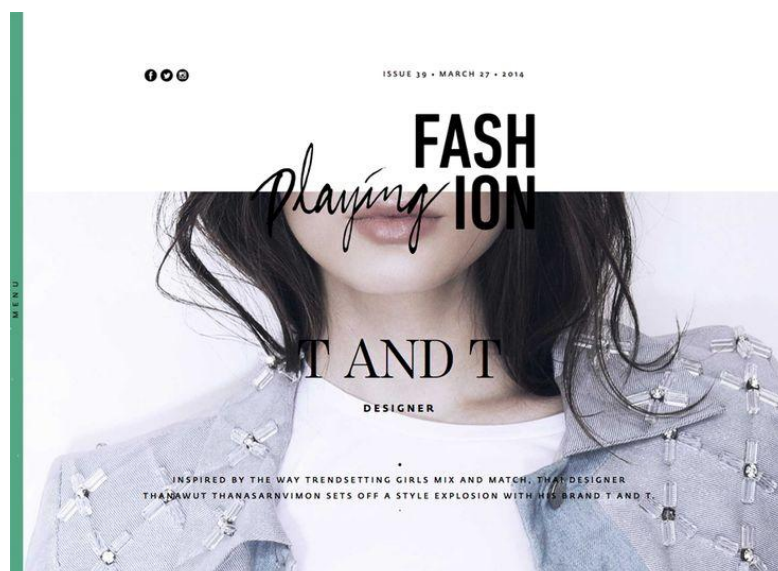 ISSUE 39 • MARCH 27 • 2014
FASH
Playing ION
MENU
T AND T
DESIGNER
INSPIRED BY THE WAY TRENDSETTING GIRLS MIX AND MATCH, THAI DESIGNER
THANAWUT THANASARNVIMON SETS OFF A STYLE EXPLOSION WITH HIS BRAND T AND T.